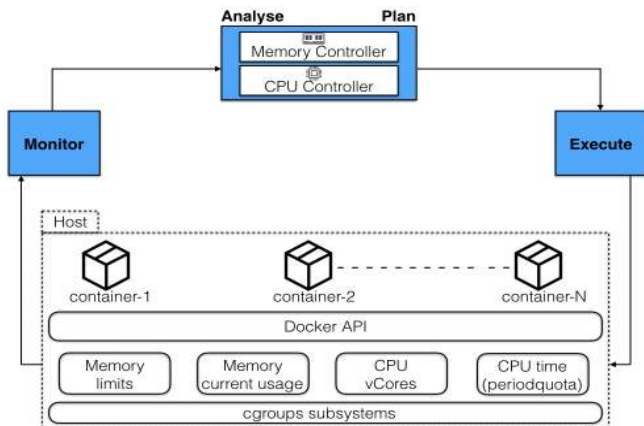 Analyse Plan
Memory Controller
CPU Controller
Monitor
Execute
Host
container-1 container-2 container-N
Docker API
Memory limits
Memory current usage
CPU vCores
CPU time (periodquota)
cgroups subsystems